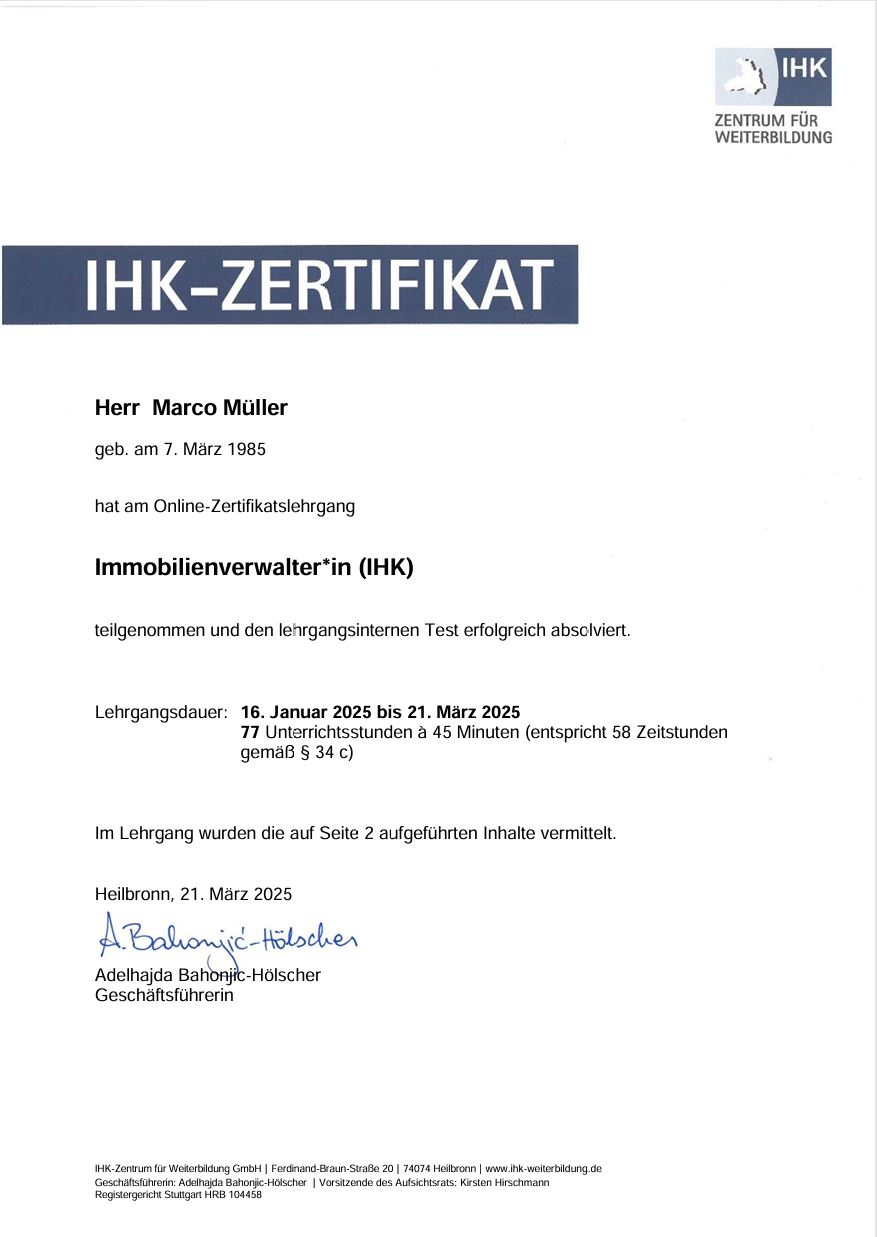 IHK
ZENTRUM FÜR
WEITERBILDUNG
IHK-ZERTIFIKAT
Herr  Marco Müller
geb. am 7. März 1985
hat am Online-Zertifikatslehrgang
Immobilienverwalter*in (IHK)
teilgenommen und den lehrgangsinternen Test erfolgreich absolviert.
Lehrgangsdauer: 16. Januar 2025 bis 21. März 2025
77 Unterrichtsstunden à 45 Minuten (entspricht 58 Zeitstunden
gemäß § 34 c)
Im Lehrgang wurden die auf Seite 2 aufgeführten Inhalte vermittelt.
Heilbronn, 21. März 2025
A. Bahonjić-Hölscher
Adelhajda Bahonjic-Hölscher
Geschäftsführerin
IHK-Zentrum für Weiterbildung GmbH | Ferdinand-Braun-Straße 20 | 74074 Heilbronn | www.ihk-weiterbildung.de
Geschäftsführerin: Adelhajda Bahonjic-Hölscher | Vorsitzende des Aufsichtsrats: Kirsten Hirschmann
Registergericht Stuttgart HRB 104458